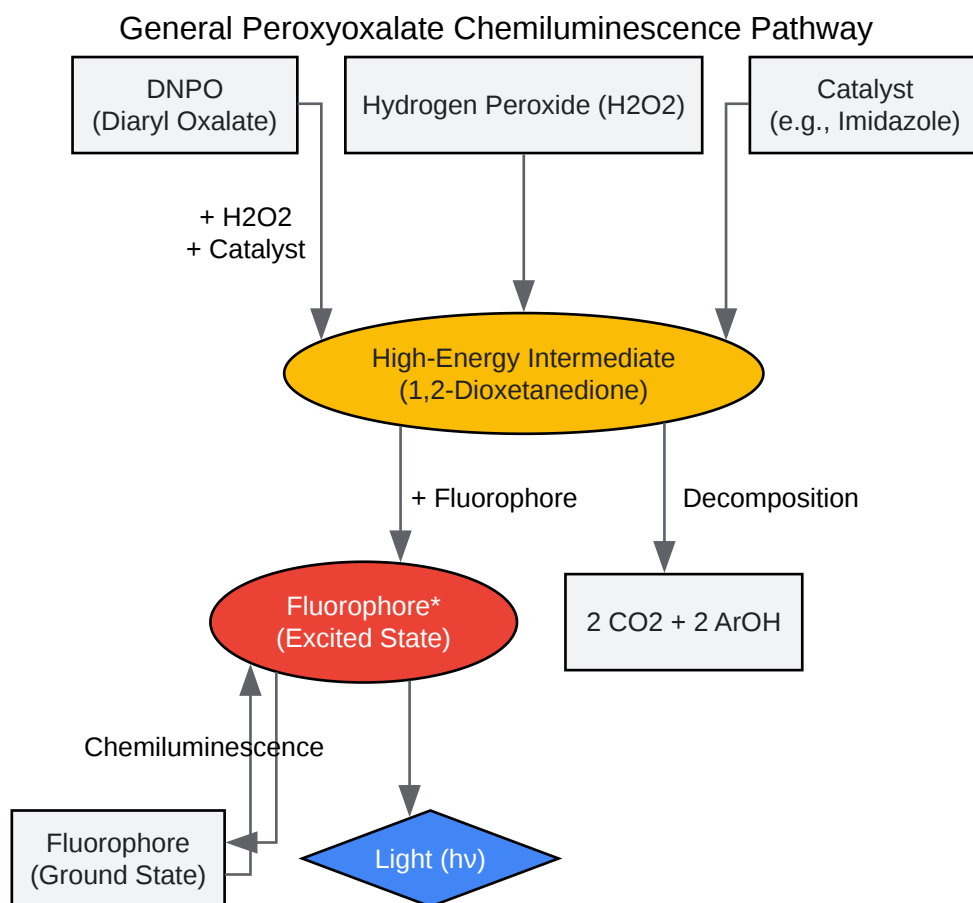 General Peroxyoxalate Chemiluminescence Pathway
DNPO
(Diaryl Oxalate)
Hydrogen Peroxide (H2O2)
Catalyst
(e.g., Imidazole)
+ H2O2
+ Catalyst
High-Energy Intermediate
(1,2-Dioxetanedione)
+ Fluorophore
Decomposition
Fluorophore*
(Excited State)
2 CO2 + 2 ArOH
Chemiluminescence
Fluorophore
(Ground State)
Light (hν)